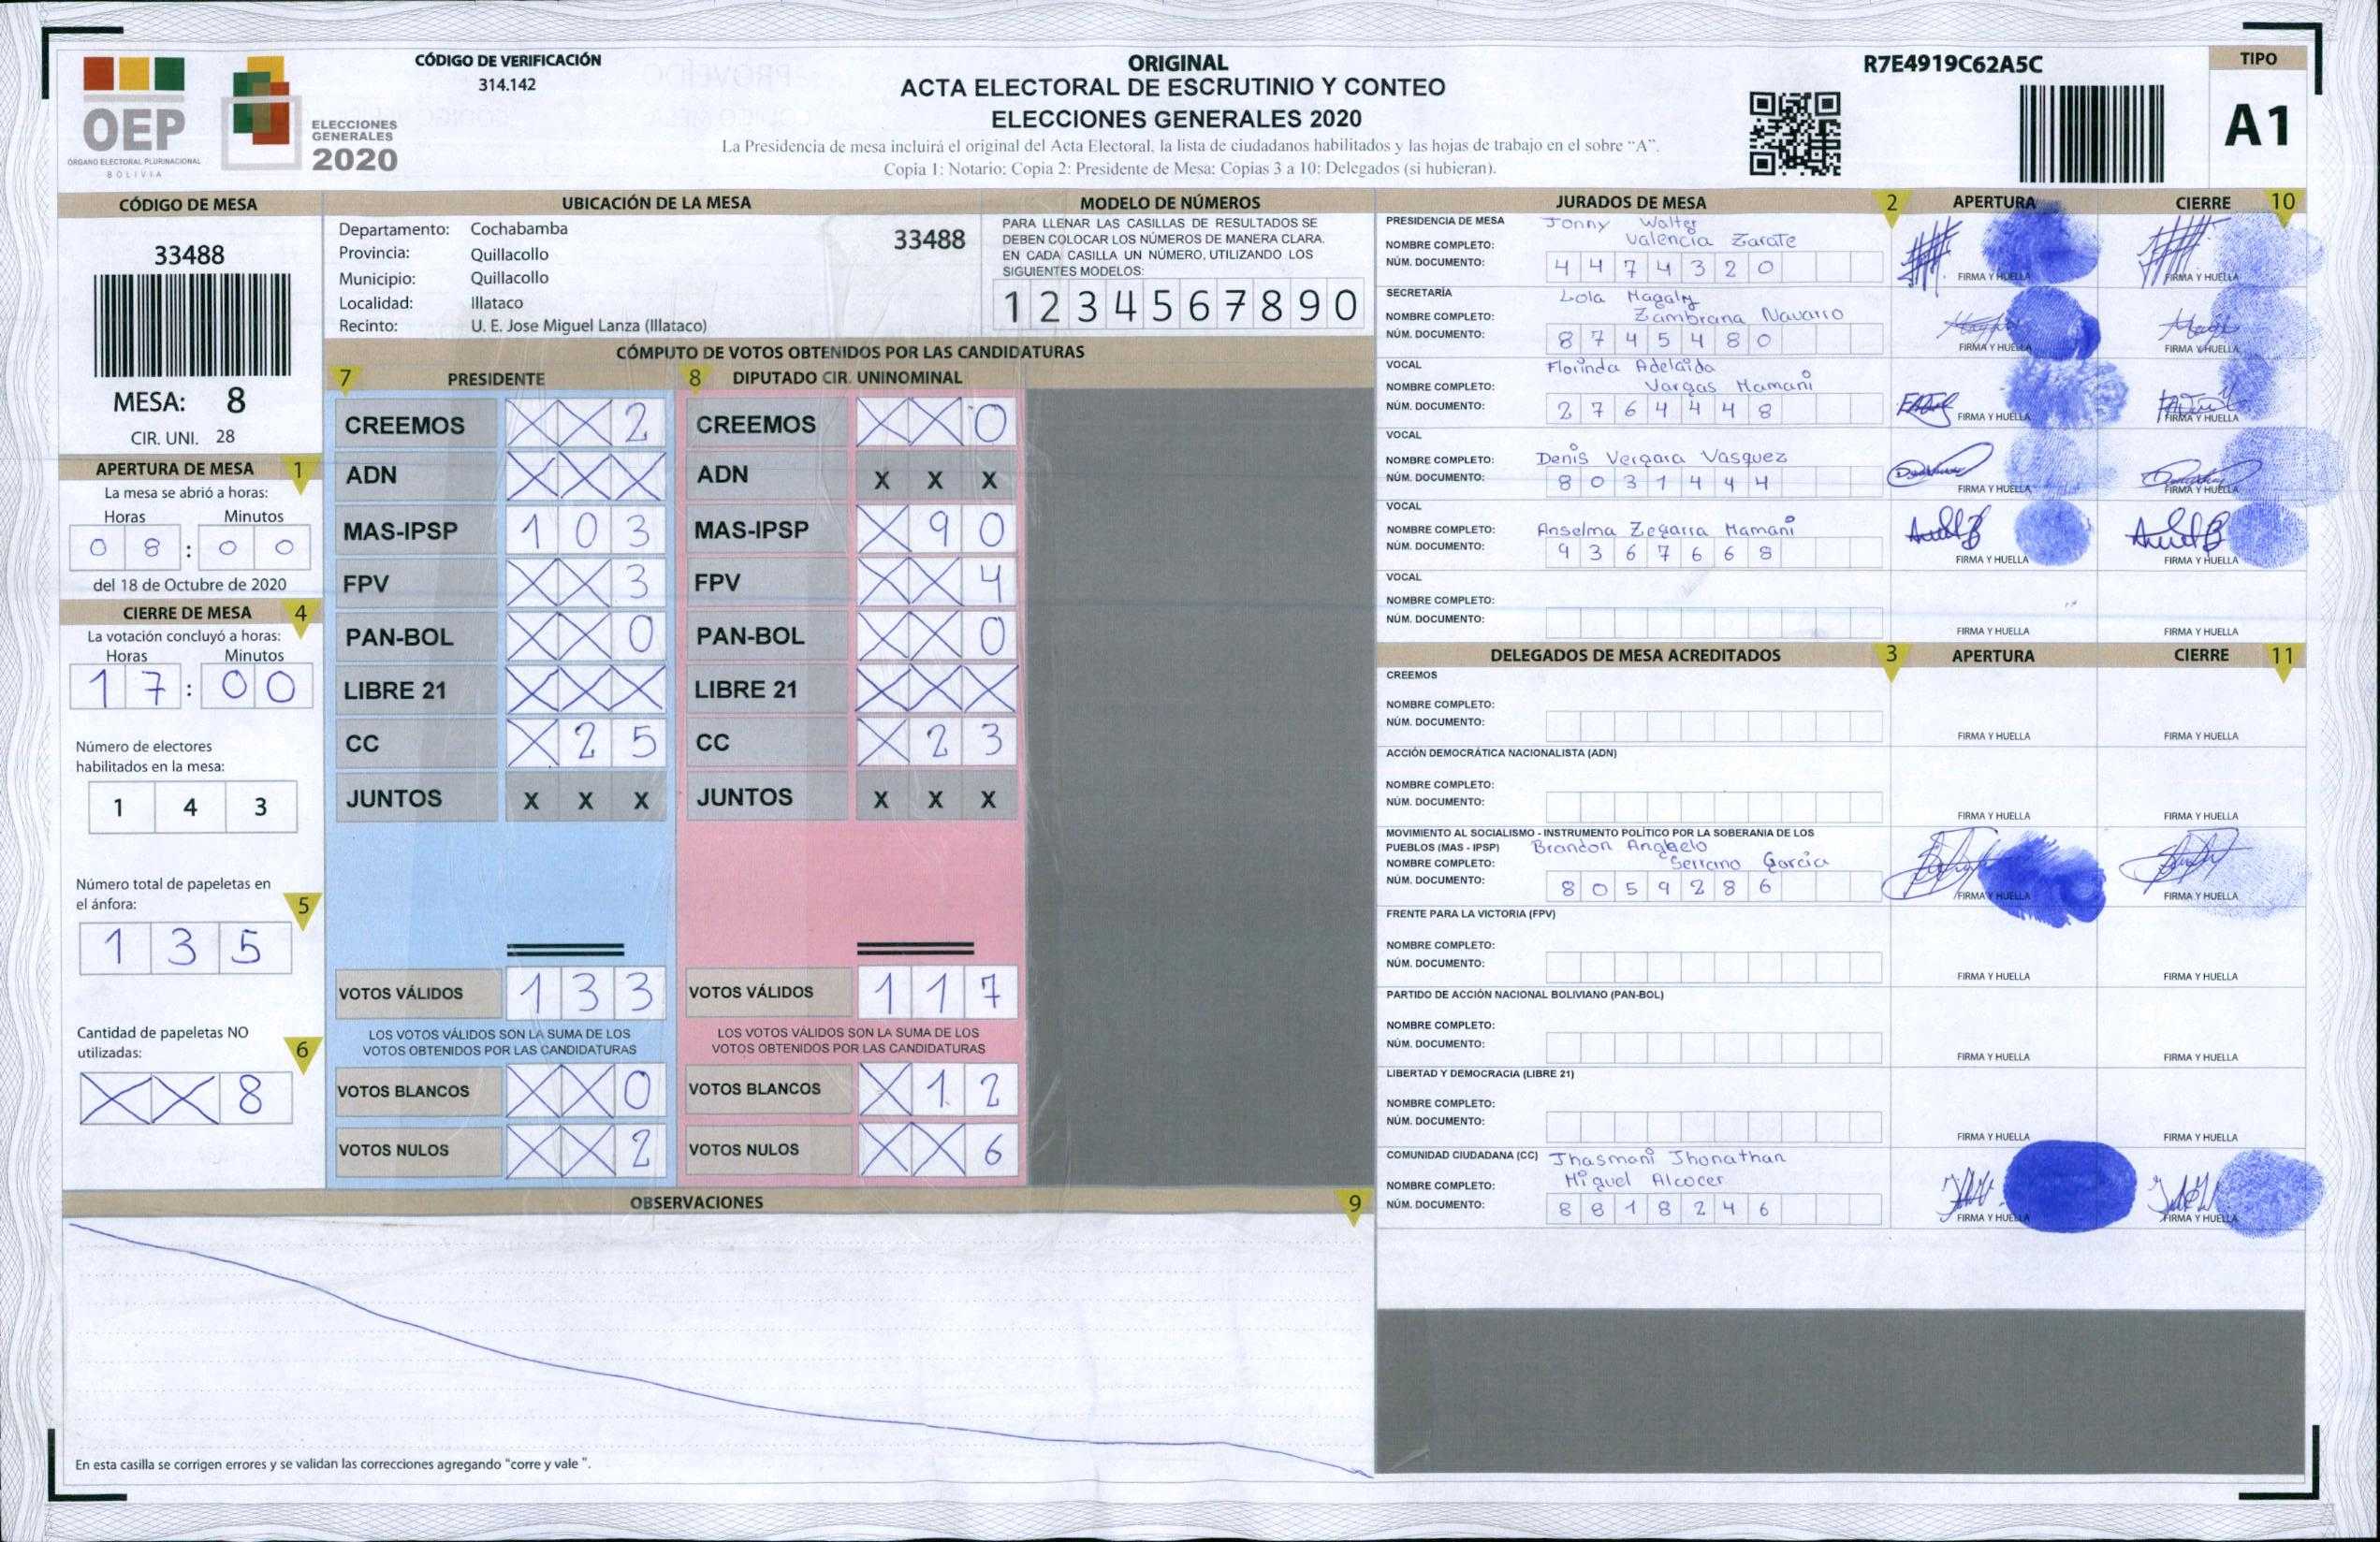 OEP
ÓRGANO ELECTORAL PLURINACIONAL
BOLIVIA
ELECCIONES
GENERALES
2020
CÓDIGO DE VERIFICACIÓN
314.142
ORIGINAL
ACTA ELECTORAL DE ESCRUTINIO Y CONTEO
ELECCIONES GENERALES 2020
La Presidencia de mesa incluirá el original del Acta Electoral, la lista de ciudadanos habilitados y las hojas de trabajo en el sobre "A".
Copia 1: Notario: Copia 2: Presidente de Mesa: Copias 3 a 10: Delegados (si hubieran).
R7E4919C62A5C
TIPO
A1
CÓDIGO DE MESA
33488
MESA: 8
CIR. UNI. 28
APERTURA DE MESA 1
La mesa se abrió a horas:
Horas Minutos
0 8 : 0 0
del 18 de Octubre de 2020
CIERRE DE MESA 4
La votación concluyó a horas:
Horas Minutos
1 7 : 0 0
Número de electores
habilitados en la mesa:
1 4 3
Número total de papeletas en
el ánfora: 5
1 3 5
Cantidad de papeletas NO
utilizadas: 6
X X 8
UBICACIÓN DE LA MESA
Departamento: Cochabamba
33488
Provincia: Quillacollo
Municipio: Quillacollo
Localidad: Illataco
Recinto: U. E. Jose Miguel Lanza (Illataco)
MODELO DE NÚMEROS
PARA LLENAR LAS CASILLAS DE RESULTADOS SE
DEBEN COLOCAR LOS NÚMEROS DE MANERA CLARA.
EN CADA CASILLA UN NÚMERO, UTILIZANDO LOS
SIGUIENTES MODELOS:
1 2 3 4 5 6 7 8 9 0
CÓMPUTO DE VOTOS OBTENIDOS POR LAS CANDIDATURAS
7 PRESIDENTE 8 DIPUTADO CIR. UNINOMINAL
CREEMOS X X 2 CREEMOS X X 0
ADN X X X ADN X X X
MAS-IPSP 1 0 3 MAS-IPSP X 9 0
FPV X X 3 FPV X X 4
PAN-BOL X X 0 PAN-BOL X X 0
LIBRE 21 X X X LIBRE 21 X X X
CC X 2 5 CC X 2 3
JUNTOS X X X JUNTOS X X X
VOTOS VÁLIDOS 1 3 3 VOTOS VÁLIDOS 1 1 7
LOS VOTOS VÁLIDOS SON LA SUMA DE LOS LOS VOTOS VÁLIDOS SON LA SUMA DE LOS
VOTOS OBTENIDOS POR LAS CANDIDATURAS VOTOS OBTENIDOS POR LAS CANDIDATURAS
VOTOS BLANCOS X X 0 VOTOS BLANCOS X 1 2
VOTOS NULOS X X 2 VOTOS NULOS X X 6
OBSERVACIONES 9
En esta casilla se corrigen errores y se validan las correcciones agregando "corre y vale ".
JURADOS DE MESA 2 APERTURA CIERRE 10
PRESIDENCIA DE MESA Jonny Walter
NOMBRE COMPLETO: Valencia Zarate
NÚM. DOCUMENTO: 4 4 7 4 3 2 0
FIRMA Y HUELLA FIRMA Y HUELLA
SECRETARÍA Lola Magaly
NOMBRE COMPLETO: Zambrana Navarro
NÚM. DOCUMENTO: 8 7 4 5 4 8 0
FIRMA Y HUELLA FIRMA Y HUELLA
VOCAL Florinda Adelaida
NOMBRE COMPLETO: Vargas Mamani
NÚM. DOCUMENTO: 2 7 6 4 4 4 8
FIRMA Y HUELLA FIRMA Y HUELLA
VOCAL
NOMBRE COMPLETO: Denis Vergara Vasquez
NÚM. DOCUMENTO: 8 0 3 1 4 4 4
FIRMA Y HUELLA FIRMA Y HUELLA
VOCAL
NOMBRE COMPLETO: Anselma Zegarra Mamani
NÚM. DOCUMENTO: 9 3 6 7 6 6 8
FIRMA Y HUELLA FIRMA Y HUELLA
VOCAL
NOMBRE COMPLETO:
NÚM. DOCUMENTO:
FIRMA Y HUELLA FIRMA Y HUELLA
DELEGADOS DE MESA ACREDITADOS 3 APERTURA CIERRE 11
CREEMOS
NOMBRE COMPLETO:
NÚM. DOCUMENTO:
FIRMA Y HUELLA FIRMA Y HUELLA
ACCIÓN DEMOCRÁTICA NACIONALISTA (ADN)
NOMBRE COMPLETO:
NÚM. DOCUMENTO:
FIRMA Y HUELLA FIRMA Y HUELLA
MOVIMIENTO AL SOCIALISMO - INSTRUMENTO POLÍTICO POR LA SOBERANIA DE LOS
PUEBLOS (MAS - IPSP) Brandon Anghelo
NOMBRE COMPLETO: Serrano Garcia
NÚM. DOCUMENTO: 8 0 5 9 2 8 6
FIRMA Y HUELLA FIRMA Y HUELLA
FRENTE PARA LA VICTORIA (FPV)
NOMBRE COMPLETO:
NÚM. DOCUMENTO:
FIRMA Y HUELLA FIRMA Y HUELLA
PARTIDO DE ACCIÓN NACIONAL BOLIVIANO (PAN-BOL)
NOMBRE COMPLETO:
NÚM. DOCUMENTO:
FIRMA Y HUELLA FIRMA Y HUELLA
LIBERTAD Y DEMOCRACIA (LIBRE 21)
NOMBRE COMPLETO:
NÚM. DOCUMENTO:
FIRMA Y HUELLA FIRMA Y HUELLA
COMUNIDAD CIUDADANA (CC) Jhasmani Jhonathan
NOMBRE COMPLETO: Miguel Alcocer
NÚM. DOCUMENTO: 8 8 1 8 2 4 6
FIRMA Y HUELLA FIRMA Y HUELLA